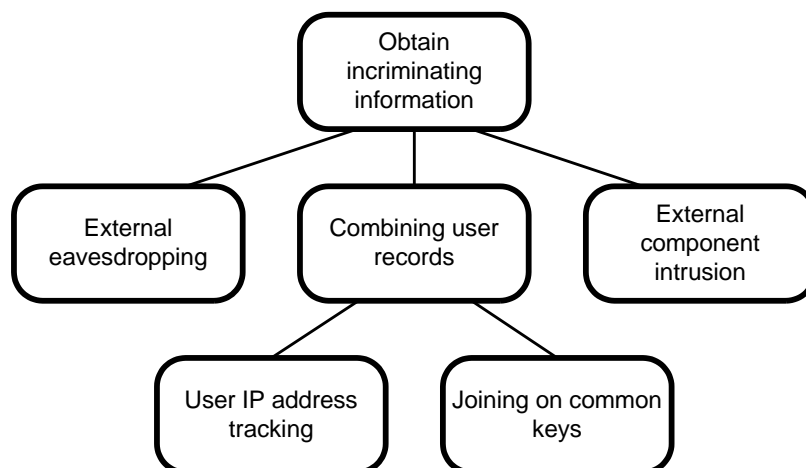 Obtain
incriminating
information
External
eavesdropping
Combining user
records
External
component
intrusion
User IP address
tracking
Joining on common
keys